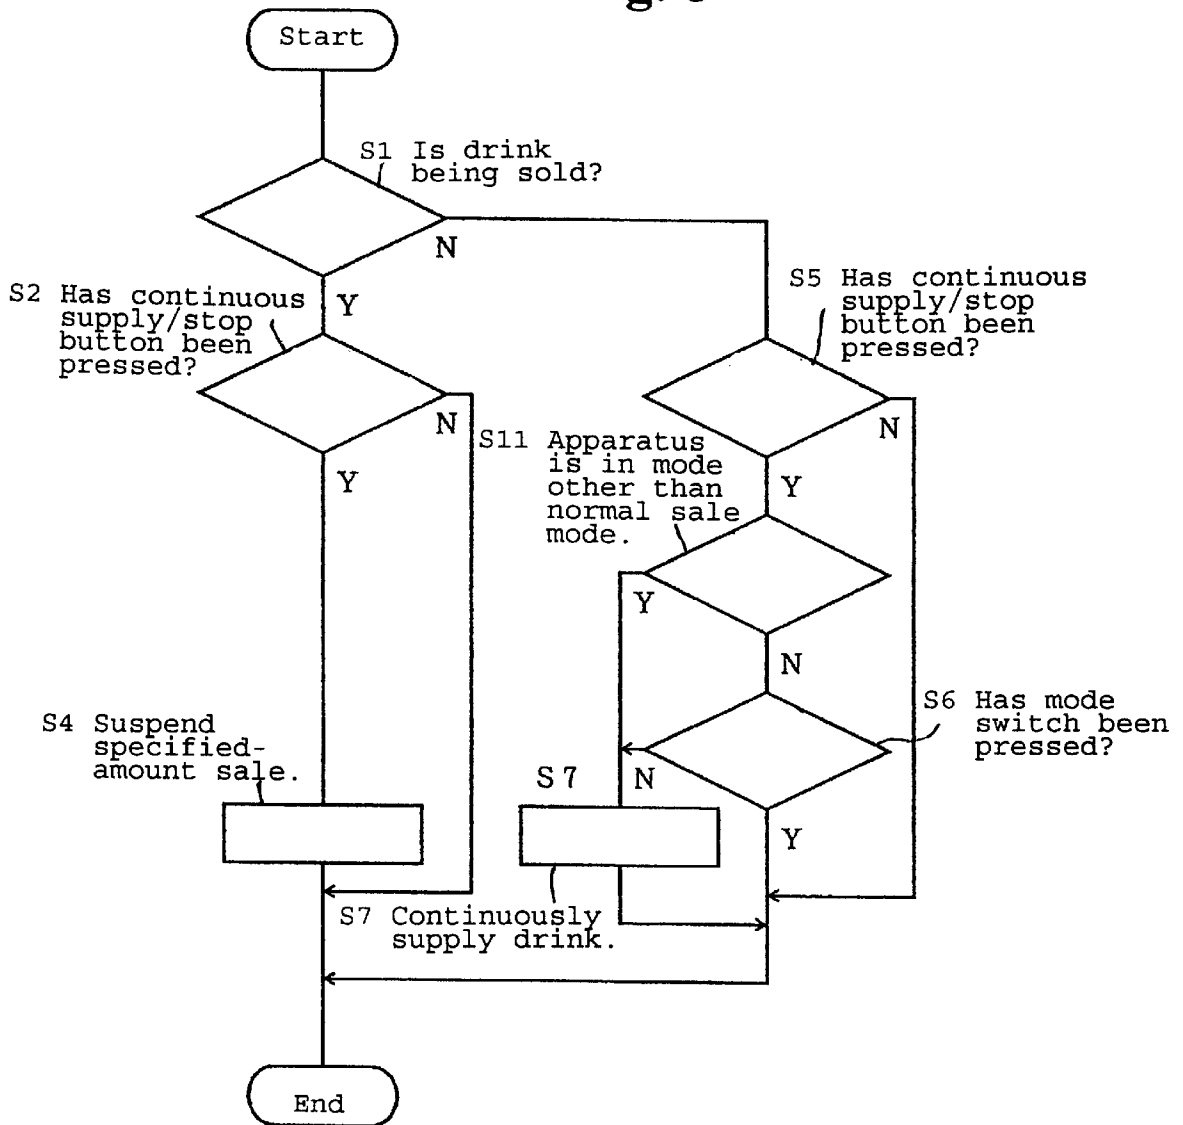 Start
S1 Is drink
being sold?
N
Y
S2 Has continuous
supply/stop
button been
pressed?
N
Y
S5 Has continuous
supply/stop
button been
pressed?
N
Y
S11 Apparatus
is in mode
other than
normal sale
mode.
Y
N
S6 Has mode
switch been
pressed?
N
Y
S4 Suspend
specified-
amount sale.
S7
S7 Continuously
supply drink.
End